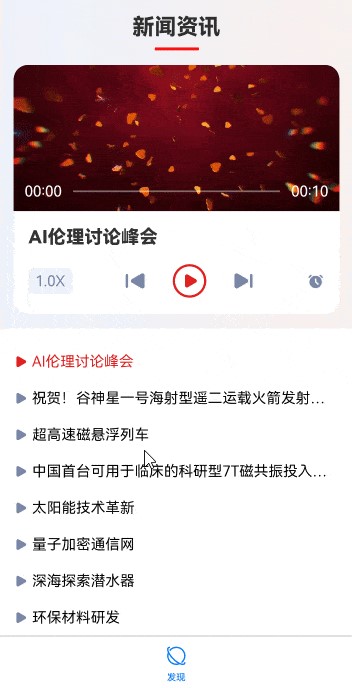 新闻资讯
00:00
00:10
AI伦理讨论峰会
1.0X
AI伦理讨论峰会
祝贺！谷神星一号海射型遥二运载火箭发射...
超高速磁悬浮列车
中国首台可用于临床的科研型7T磁共振投入...
太阳能技术革新
量子加密通信网
深海探索潜水器
环保材料研发
发现